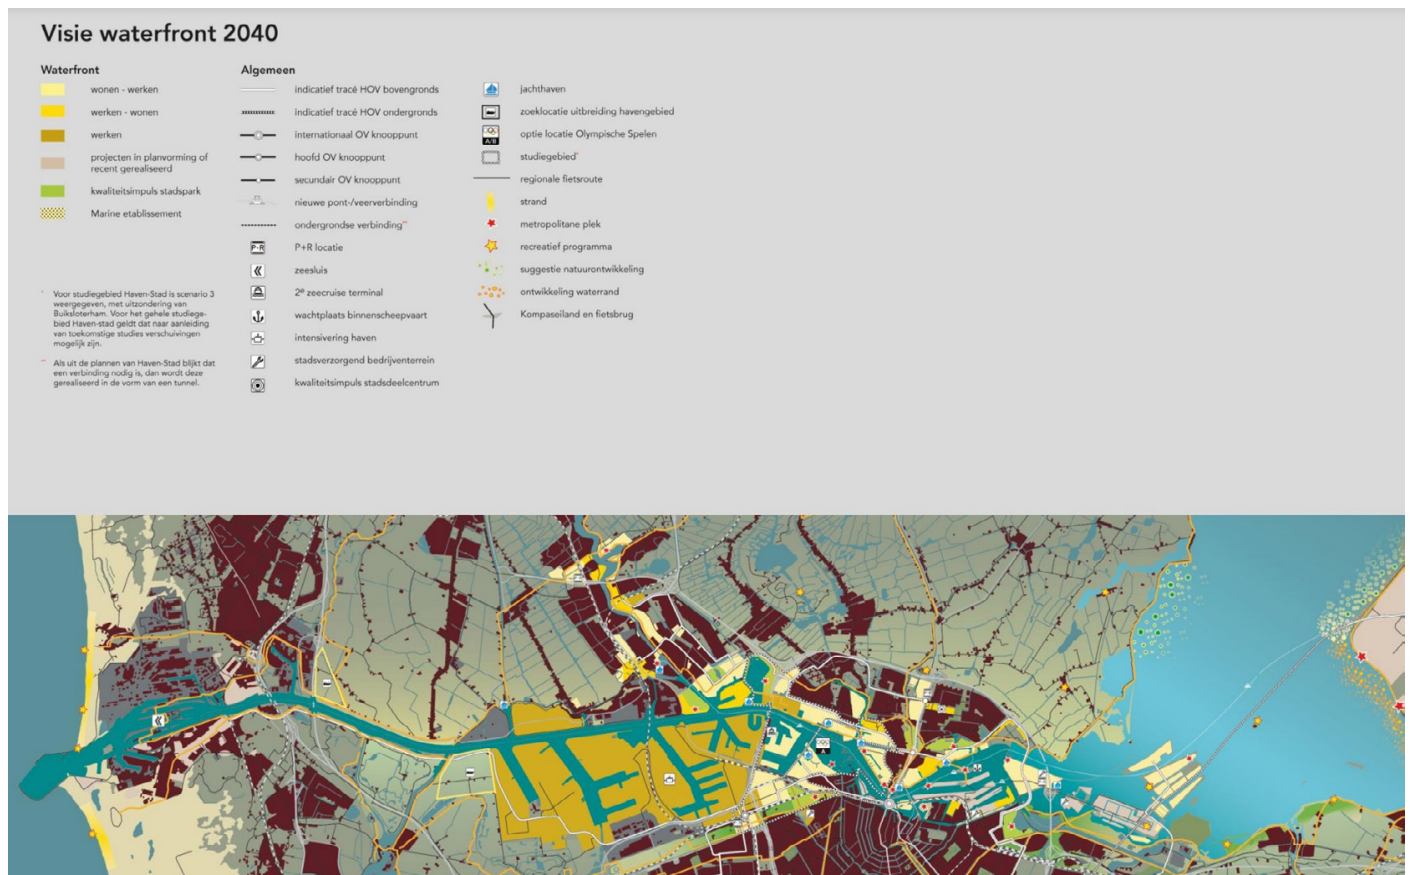 Visie waterfront 2040
Waterfront
wonen - werken
werken - wonen
werken
projecten in planvorming of
recent gerealiseerd
kwaliteitsimpuls stadspark
Marine etablissement
* Voor studiegebied Haven-Stad is scenario 3
weergegeven, met uitzondering van
Buiksloterham. Voor het gehele studiege-
bied Haven-stad geldt dat naar aanleiding
van toekomstige studies verschuivingen
mogelijk zijn.
** Als uit de plannen van Haven-Stad blijkt dat
een verbinding nodig is, dan wordt deze
gerealiseerd in de vorm van een tunnel.
Algemeen
indicatief tracé HOV bovengronds
indicatief tracé HOV ondergronds
internationaal OV knooppunt
hoofd OV knooppunt
secundair OV knooppunt
nieuwe pont-/veerverbinding
ondergrondse verbinding**
P+R P+R locatie
zeesluis
2e zeecruise terminal
wachtplaats binnenscheepvaart
intensivering haven
stadsverzorgend bedrijventerrein
kwaliteitsimpuls stadsdeelcentrum
jachthaven
zoeklocatie uitbreiding havengebied
A/B optie locatie Olympische Spelen
studiegebied*
regionale fietsroute
strand
metropolitane plek
recreatief programma
suggestie natuurontwikkeling
ontwikkeling waterrand
Kompaseiland en fietsbrug
A